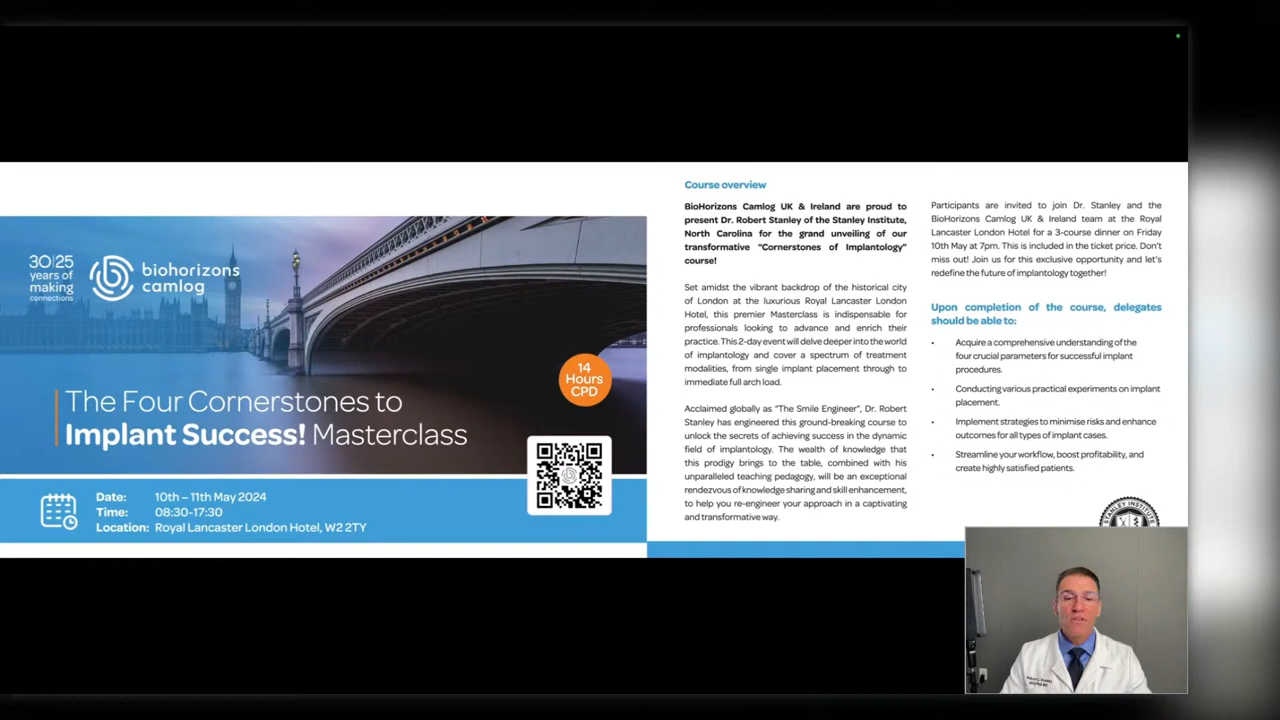 30|25
years of
making
connections
biohorizons
camlog
14
Hours
CPD
The Four Cornerstones to
Implant Success! Masterclass
Date: 10th – 11th May 2024
Time: 08:30-17:30
Location: Royal Lancaster London Hotel, W2 2TY
Course overview
BioHorizons Camlog UK & Ireland are proud to
present Dr. Robert Stanley of the Stanley Institute,
North Carolina for the grand unveiling of our
transformative “Cornerstones of Implantology”
course!
Set amidst the vibrant backdrop of the historical city
of London at the luxurious Royal Lancaster London
Hotel, this premier Masterclass is indispensable for
professionals looking to advance and enrich their
practice. This 2-day event will delve deeper into the world
of implantology and cover a spectrum of treatment
modalities, from single implant placement through to
immediate full arch load.
Acclaimed globally as “The Smile Engineer”, Dr. Robert
Stanley has engineered this ground-breaking course to
unlock the secrets of achieving success in the dynamic
field of implantology. The wealth of knowledge that
this prodigy brings to the table, combined with his
unparalleled teaching pedagogy, will be an exceptional
rendezvous of knowledge sharing and skill enhancement,
to help you re-engineer your approach in a captivating
and transformative way.
Participants are invited to join Dr. Stanley and the
BioHorizons Camlog UK & Ireland team at the Royal
Lancaster London Hotel for a 3-course dinner on Friday
10th May at 7pm. This is included in the ticket price. Don’t
miss out! Join us for this exclusive opportunity and let’s
redefine the future of implantology together!
Upon completion of the course, delegates
should be able to:
• Acquire a comprehensive understanding of the
four crucial parameters for successful implant
procedures.
• Conducting various practical experiments on implant
placement.
• Implement strategies to minimise risks and enhance
outcomes for all types of implant cases.
• Streamline your workflow, boost profitability, and
create highly satisfied patients.
STANLEY INSTITUTE